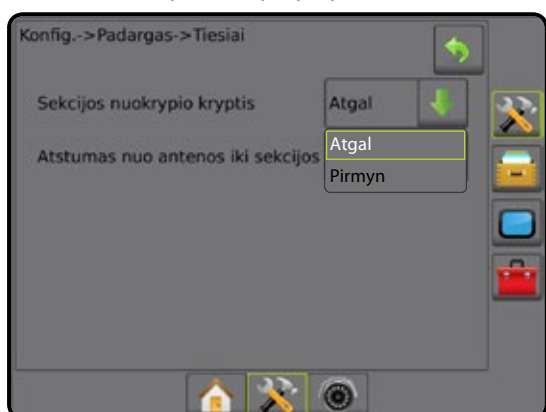 Konfig.->Padargas->Tiesiai
Sekcijos nuokrypio kryptis Atgal
Atstumas nuo antenos iki sekcijos
Atgal
Pirmyn